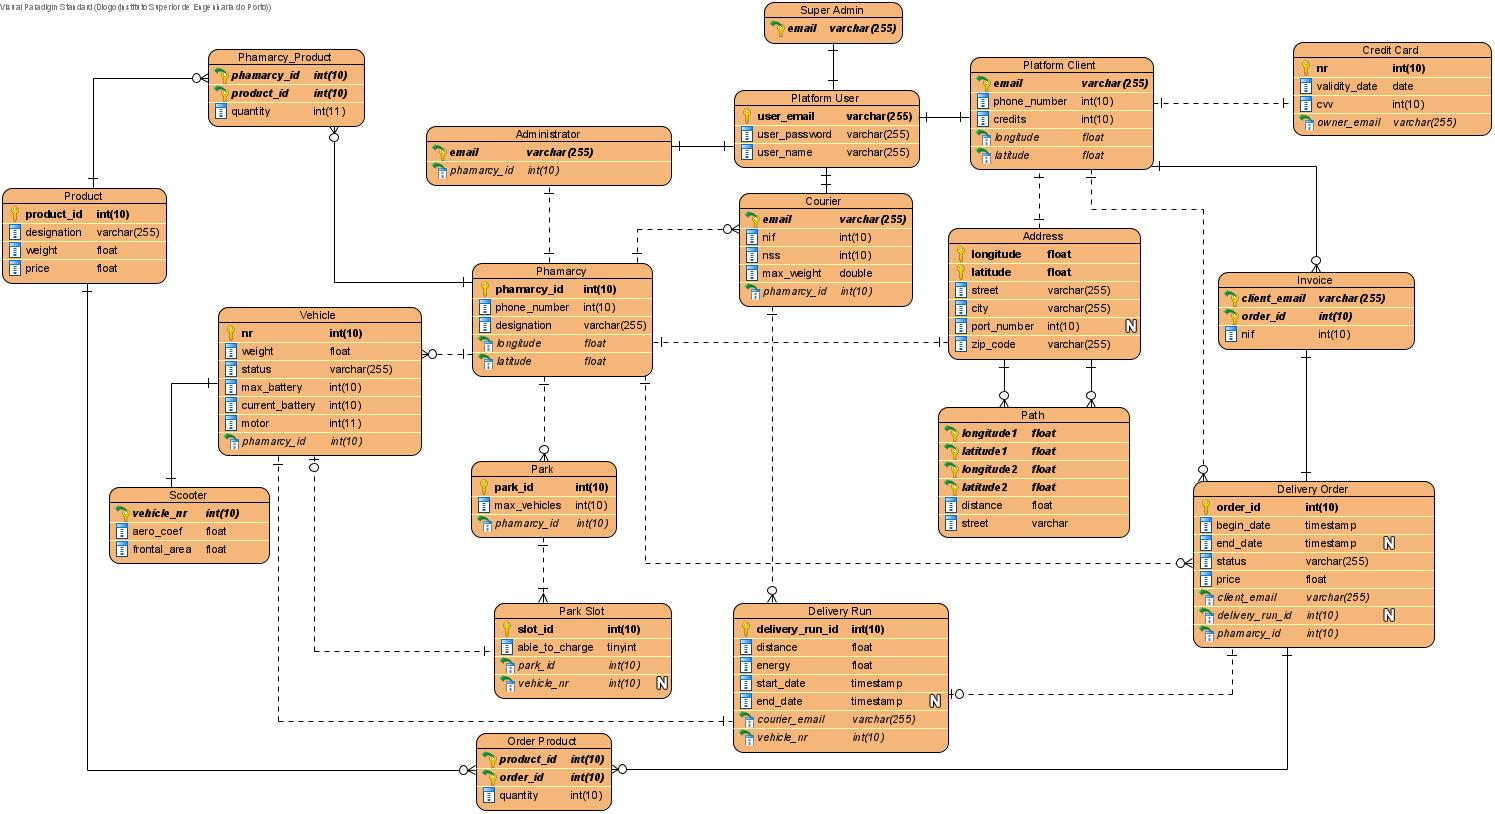 Visual Paradigm Standard (Diogo (Instituto Superior de Engenharia do Porto))
Super Admin
email varchar(255)
Phamarcy_Product
phamarcy_id int(10)
product_id int(10)
quantity int(11)
Platform Client
email varchar(255)
phone_number int(10)
credits int(10)
longitude float
latitude float
Credit Card
nr int(10)
validity_date date
cvv int(10)
owner_email varchar(255)
Platform User
user_email varchar(255)
user_password varchar(255)
user_name varchar(255)
Administrator
email varchar(255)
phamarcy_id int(10)
Product
product_id int(10)
designation varchar(255)
weight float
price float
Courier
email varchar(255)
nif int(10)
nss int(10)
max_weight double
phamarcy_id int(10)
Address
longitude float
latitude float
street varchar(255)
city varchar(255)
port_number int(10) N
zip_code varchar(255)
Phamarcy
phamarcy_id int(10)
phone_number int(10)
designation varchar(255)
longitude float
latitude float
Invoice
client_email varchar(255)
order_id int(10)
nif int(10)
Vehicle
nr int(10)
weight float
status varchar(255)
max_battery int(10)
current_battery int(10)
motor int(11)
phamarcy_id int(10)
Path
longitude1 float
latitude1 float
longitude2 float
latitude2 float
distance float
street varchar
Park
park_id int(10)
max_vehicles int(10)
phamarcy_id int(10)
Scooter
vehicle_nr int(10)
aero_coef float
frontal_area float
Delivery Order
order_id int(10)
begin_date timestamp
end_date timestamp N
status varchar(255)
price float
client_email varchar(255)
delivery_run_id int(10) N
phamarcy_id int(10)
Park Slot
slot_id int(10)
able_to_charge tinyint
park_id int(10)
vehicle_nr int(10) N
Delivery Run
delivery_run_id int(10)
distance float
energy float
start_date timestamp
end_date timestamp N
courier_email varchar(255)
vehicle_nr int(10)
Order Product
product_id int(10)
order_id int(10)
quantity int(10)